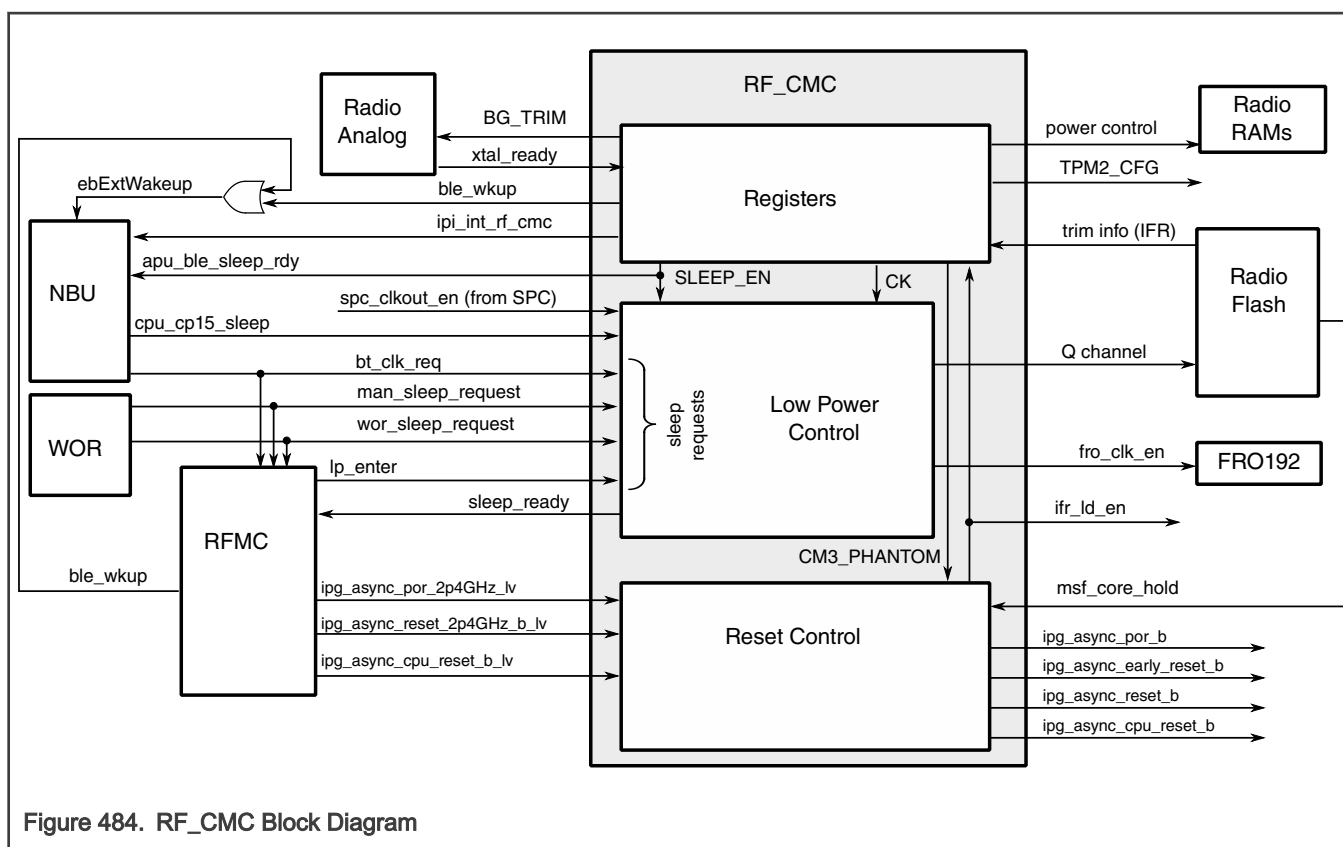 RF_CMC
Radio
Analog
BG_TRIM
xtal_ready
ble_wkup
ipi_int_rf_cmc
apu_ble_sleep_rdy
ebExtWakeup
NBU
Registers
power control
Radio
RAMs
TPM2_CFG
trim info (IFR)
Radio
Flash
SLEEP_EN
CK
spc_clkout_en (from SPC)
cpu_cp15_sleep
bt_clk_req
man_sleep_request
wor_sleep_request
WOR
lp_enter
sleep_ready
sleep
requests
Low Power
Control
Q channel
fro_clk_en
FRO192
ifr_ld_en
RFMC
ble_wkup
CM3_PHANTOM
ipg_async_por_2p4GHz_lv
ipg_async_reset_2p4GHz_b_lv
ipg_async_cpu_reset_b_lv
Reset Control
msf_core_hold
ipg_async_por_b
ipg_async_early_reset_b
ipg_async_reset_b
ipg_async_cpu_reset_b
Figure 484. RF_CMC Block Diagram